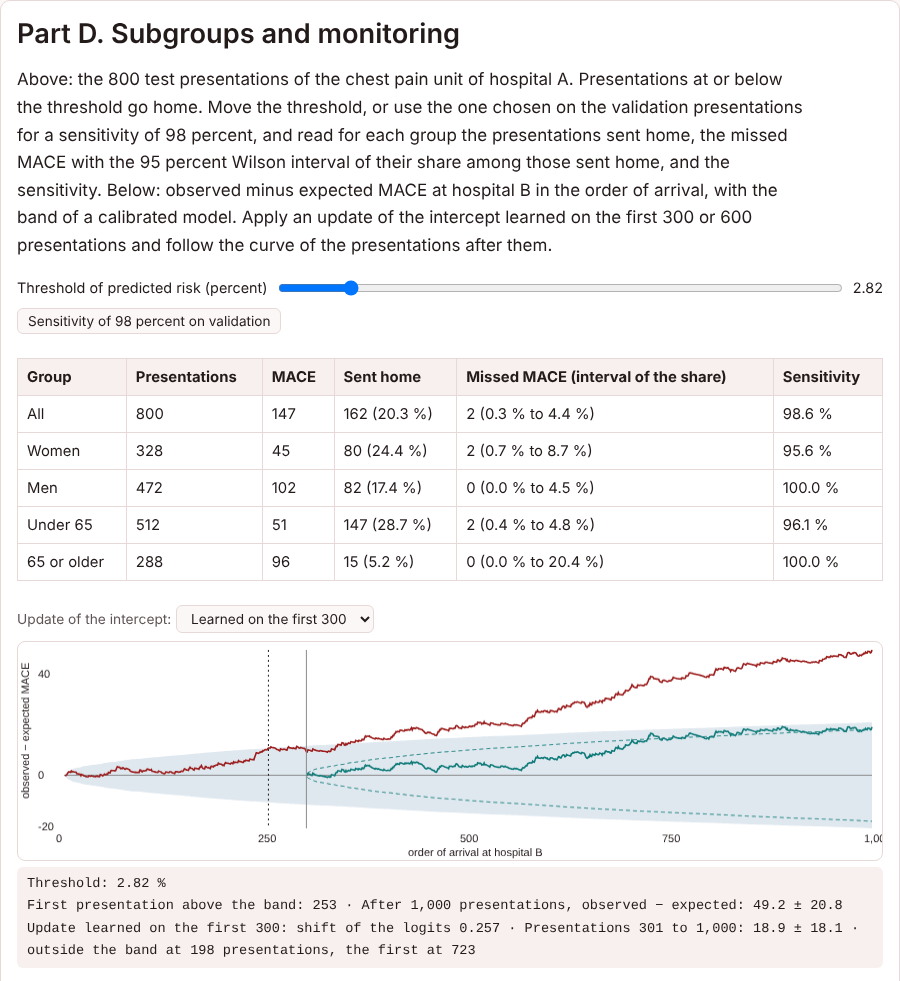 Part D. Subgroups and monitoring
Above: the 800 test presentations of the chest pain unit of hospital A. Presentations at or below
the threshold go home. Move the threshold, or use the one chosen on the validation presentations
for a sensitivity of 98 percent, and read for each group the presentations sent home, the missed
MACE with the 95 percent Wilson interval of their share among those sent home, and the
sensitivity. Below: observed minus expected MACE at hospital B in the order of arrival, with the
band of a calibrated model. Apply an update of the intercept learned on the first 300 or 600
presentations and follow the curve of the presentations after them.
Threshold of predicted risk (percent) 2.82
Sensitivity of 98 percent on validation
Group Presentations MACE Sent home Missed MACE (interval of the share) Sensitivity
All 800 147 162 (20.3 %) 2 (0.3 % to 4.4 %) 98.6 %
Women 328 45 80 (24.4 %) 2 (0.7 % to 8.7 %) 95.6 %
Men 472 102 82 (17.4 %) 0 (0.0 % to 4.5 %) 100.0 %
Under 65 512 51 147 (28.7 %) 2 (0.4 % to 4.8 %) 96.1 %
65 or older 288 96 15 (5.2 %) 0 (0.0 % to 20.4 %) 100.0 %
Update of the intercept: Learned on the first 300
observed − expected MACE
40
0
-20
0 250 500 750 1,00
order of arrival at hospital B
Threshold: 2.82 %
First presentation above the band: 253 · After 1,000 presentations, observed − expected: 49.2 ± 20.8
Update learned on the first 300: shift of the logits 0.257 · Presentations 301 to 1,000: 18.9 ± 18.1 ·
outside the band at 198 presentations, the first at 723